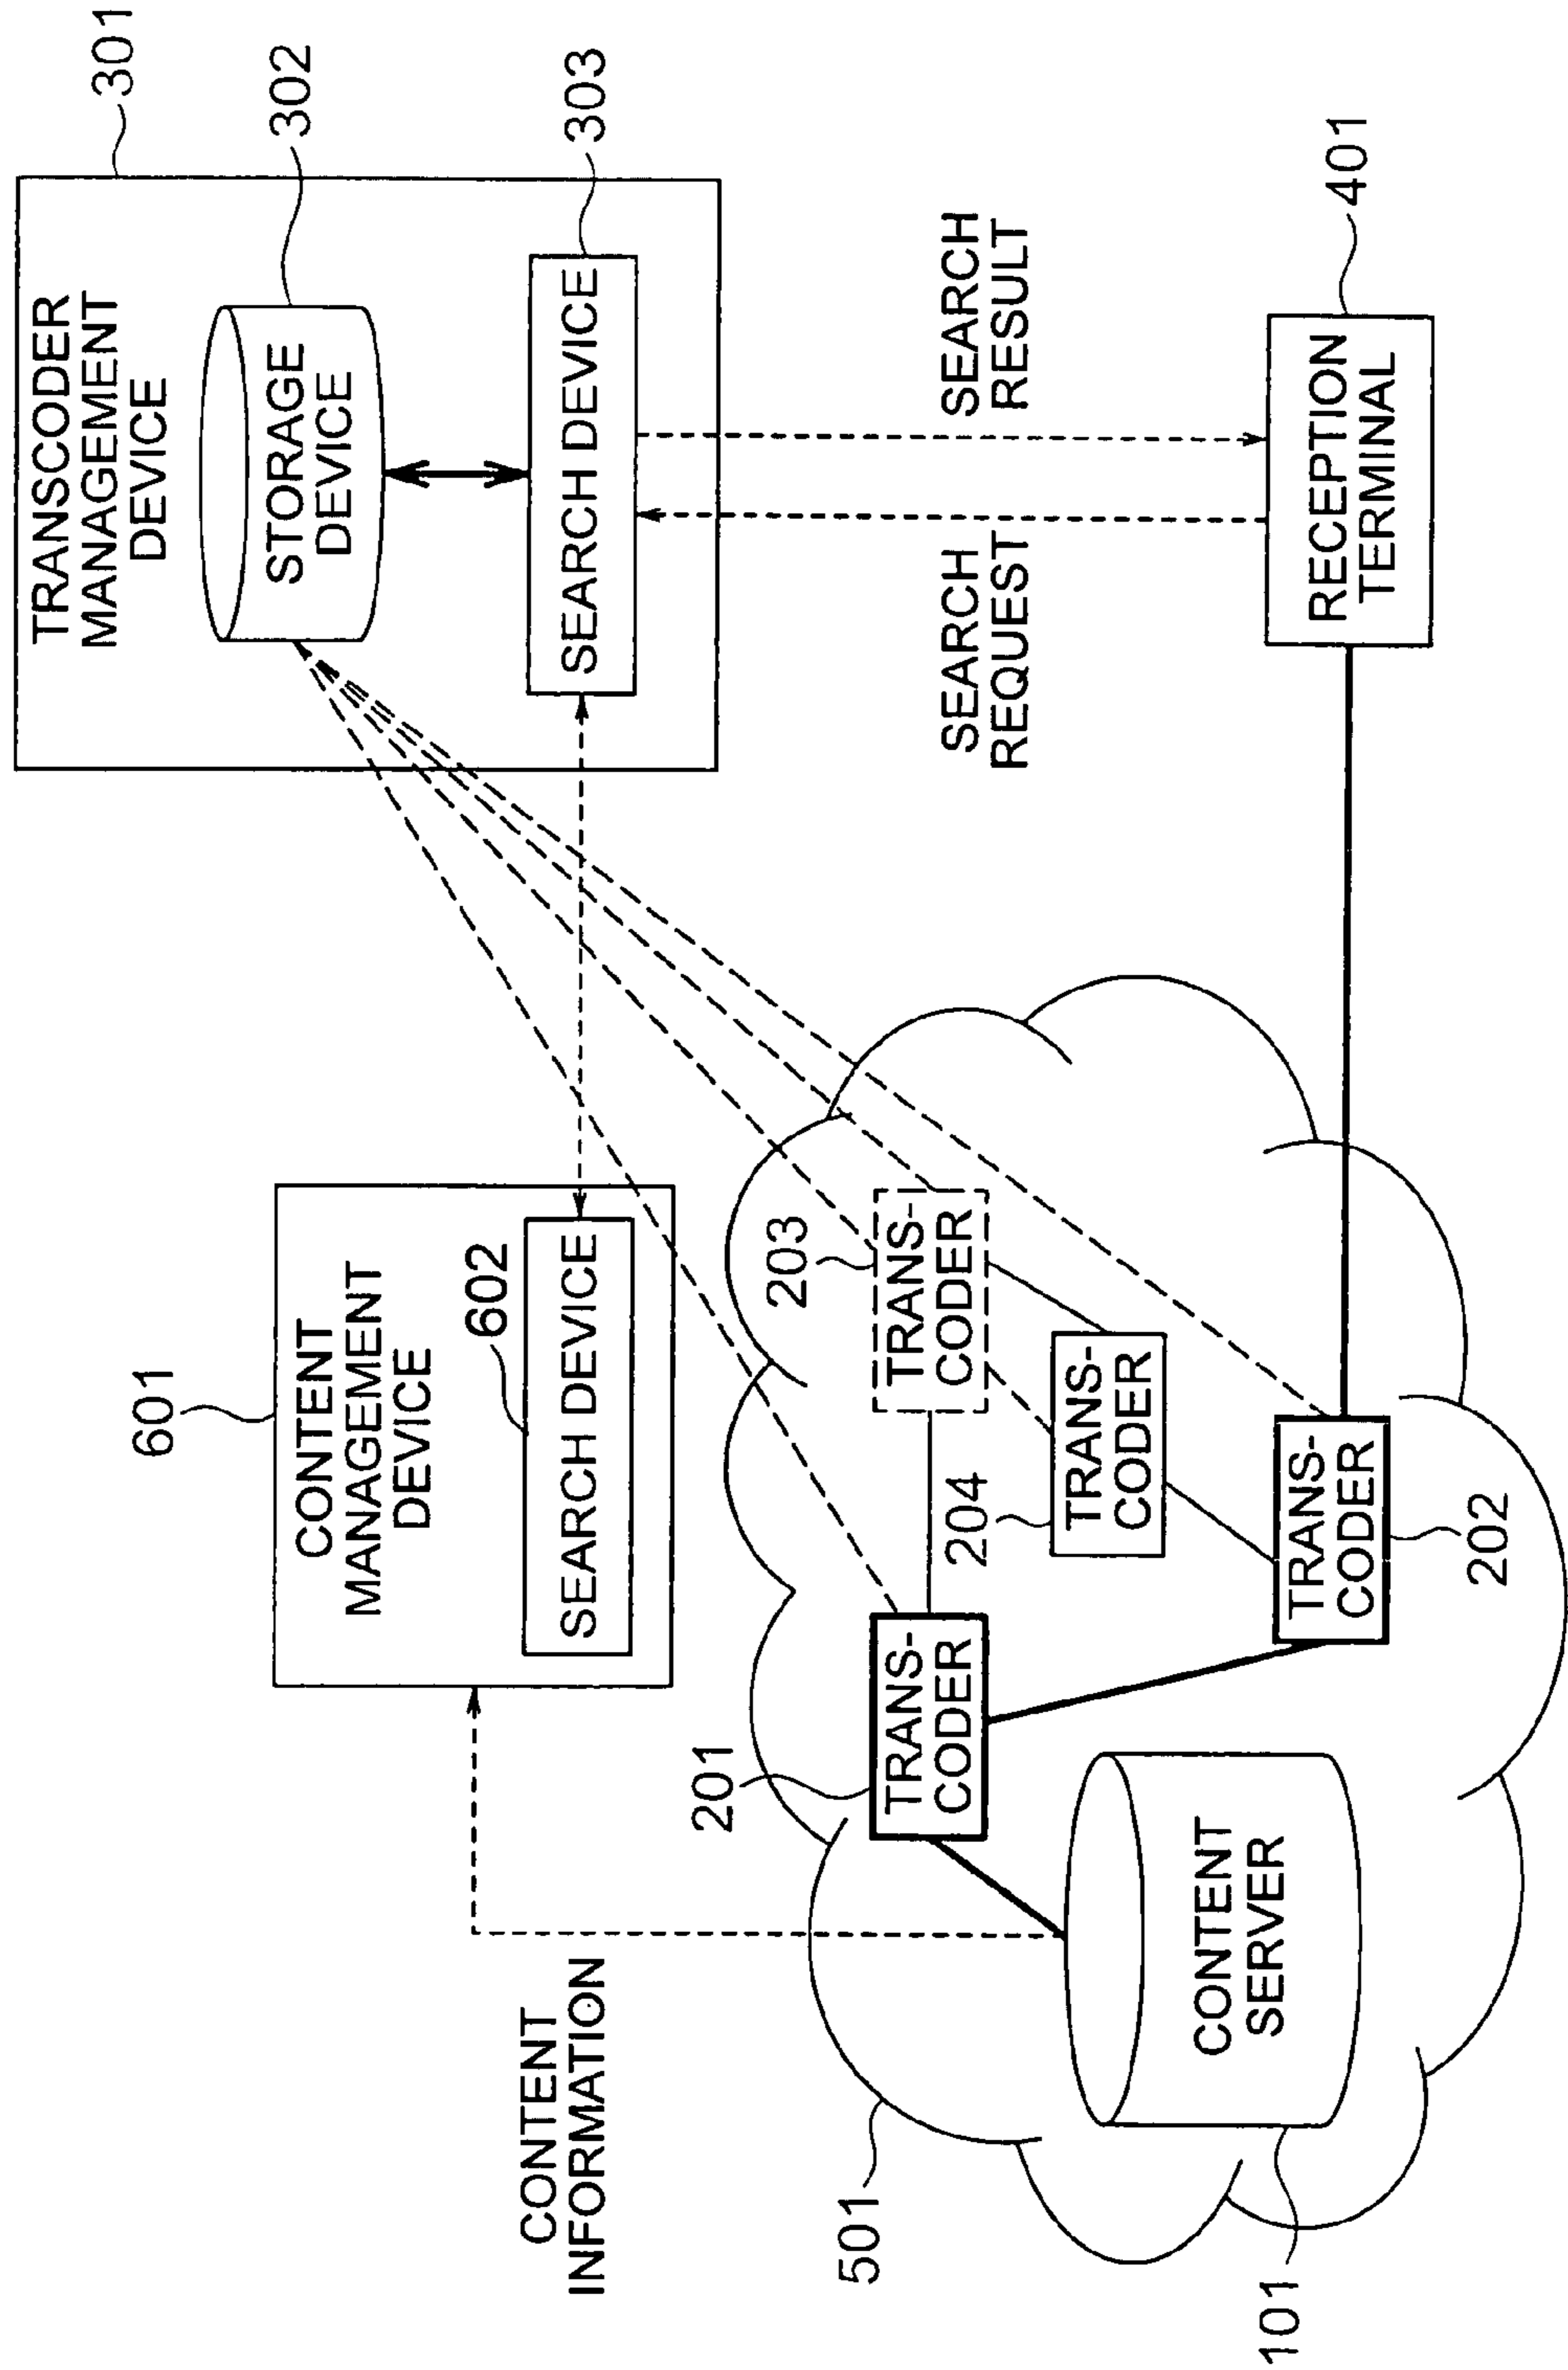 601
CONTENT
MANAGEMENT
DEVICE
602
SEARCH DEVICE
TRANSCODER
MANAGEMENT
DEVICE
301
STORAGE
DEVICE
302
SEARCH DEVICE
303
CONTENT
INFORMATION
501
201
TRANS-
CODER
203
TRANS-
CODER
204
TRANS-
CODER
TRANS-
CODER
202
CONTENT
SERVER
101
SEARCH
REQUEST
SEARCH
RESULT
RECEPTION
TERMINAL
401